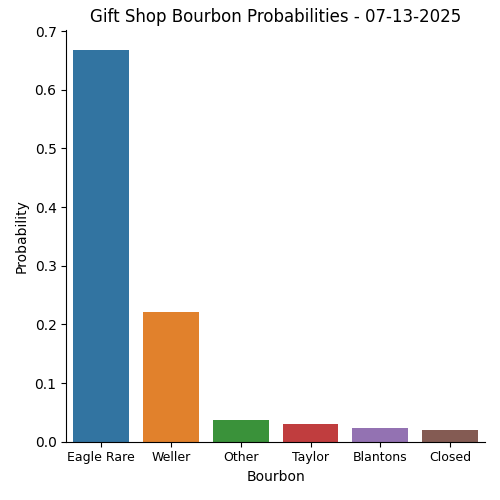 Gift Shop Bourbon Probabilities - 07-13-2025
0.7
0.6
0.5
0.4
0.3
0.2
0.1
0.0
Probability
Eagle Rare Weller Other Taylor Blantons Closed
Bourbon